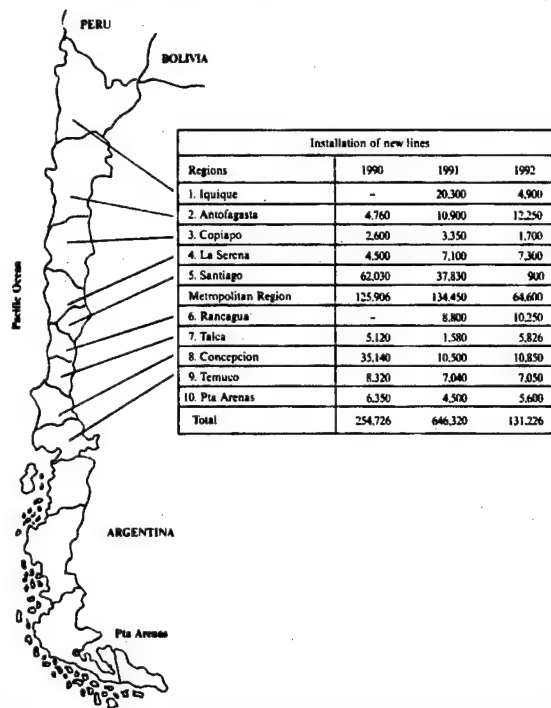 PERU
BOLIVIA
Installation of new lines
Regions 1990 1991 1992
1. Iquique – 20,300 4,900
2. Antofagasta 4,760 10,900 12,250
3. Copiapo 2,600 3,350 1,700
4. La Serena 4,500 7,100 7,300
5. Santiago 62,030 37,830 900
Metropolitan Region 125,906 134,450 64,600
6. Rancagua – 8,800 10,250
7. Talca 5,120 1,580 5,826
8. Concepcion 35,140 10,500 10,850
9. Temuco 8,320 7,040 7,050
10. Pta Arenas 6,350 4,500 5,600
Total 254,726 646,320 131,226
Pacific Ocean
ARGENTINA
Pta Arenas